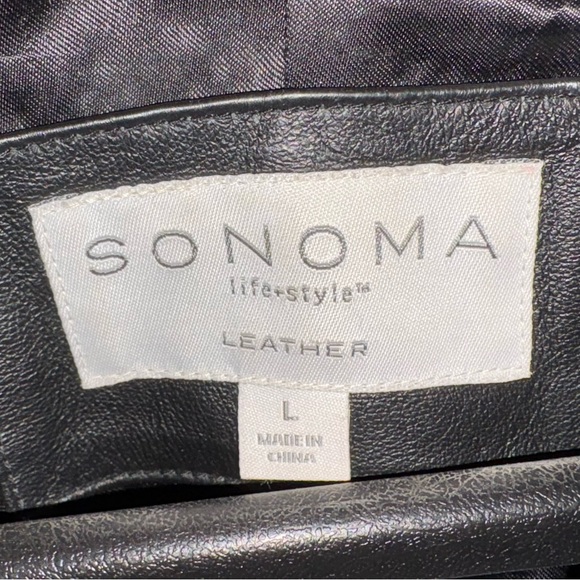 SONOMA
life+style™
LEATHER
L
MADE IN
CHINA